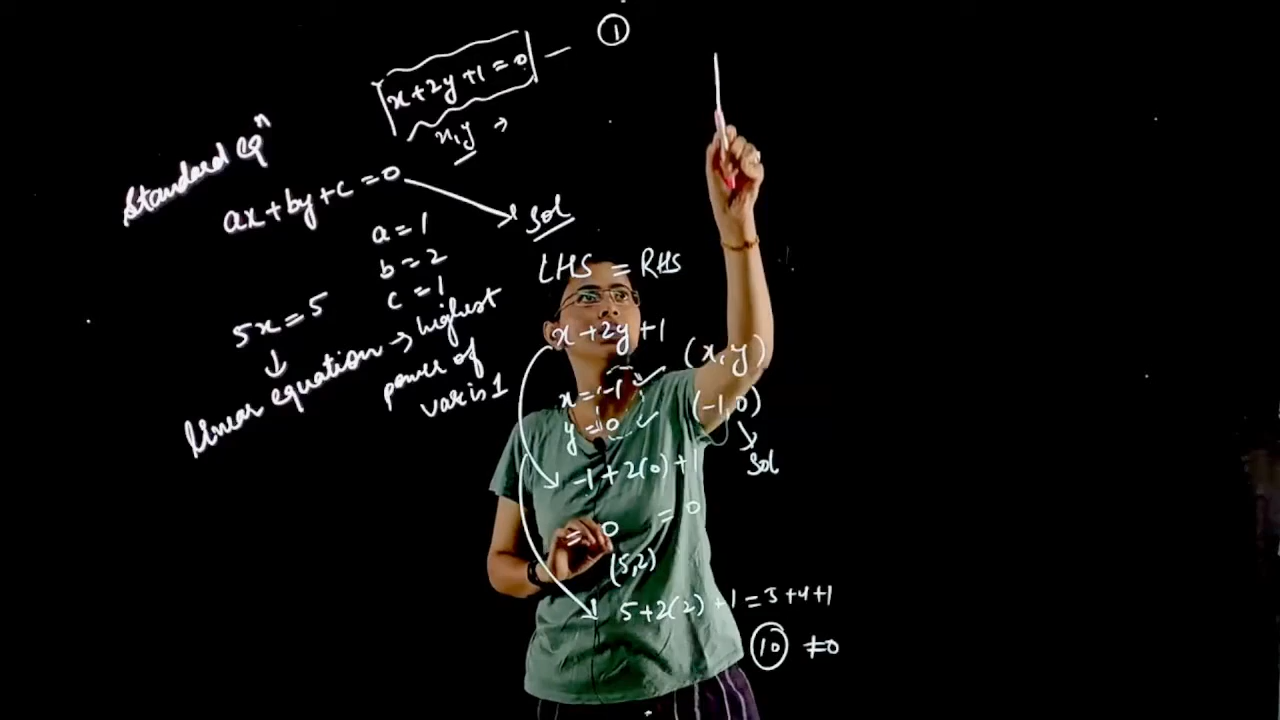 x+2y+1=0 — ①
x,y →
Standard eqⁿ
ax+by+c=0
a=1
b=2
c=1
5x=5
↓
linear equation → highest
power of
var is 1
Sol
LHS = RHS
x+2y+1
x=-1 ✓
y=0 ✓
(x,y)
(-1,0)
↓
Sol
-1+2(0)+1
= 0 = 0
(5,2)
5+2(2)+1=5+4+1
10 ≠0